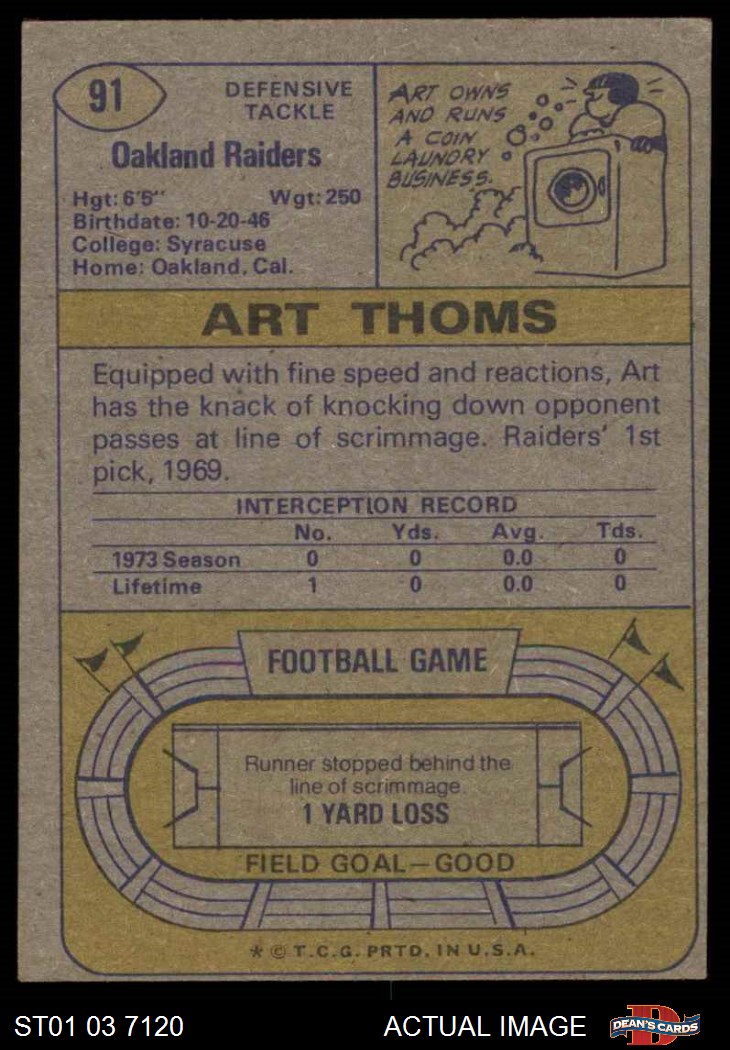 91
DEFENSIVE
TACKLE
Oakland Raiders
Hgt: 6'5" Wgt: 250
Birthdate: 10-20-46
College: Syracuse
Home: Oakland, Cal.
ART OWNS
AND RUNS
A COIN
LAUNDRY
BUSINESS.
ART THOMS
Equipped with fine speed and reactions, Art
has the knack of knocking down opponent
passes at line of scrimmage. Raiders' 1st
pick, 1969.
INTERCEPTION RECORD
No. Yds. Avg. Tds.
1973 Season 0 0 0.0 0
Lifetime 1 0 0.0 0
FOOTBALL GAME
Runner stopped behind the
line of scrimmage.
1 YARD LOSS
FIELD GOAL—GOOD
* © T.C.G. PRTD. IN U.S.A.
ST01 03 7120 ACTUAL IMAGE
D
DEAN'S CARDS